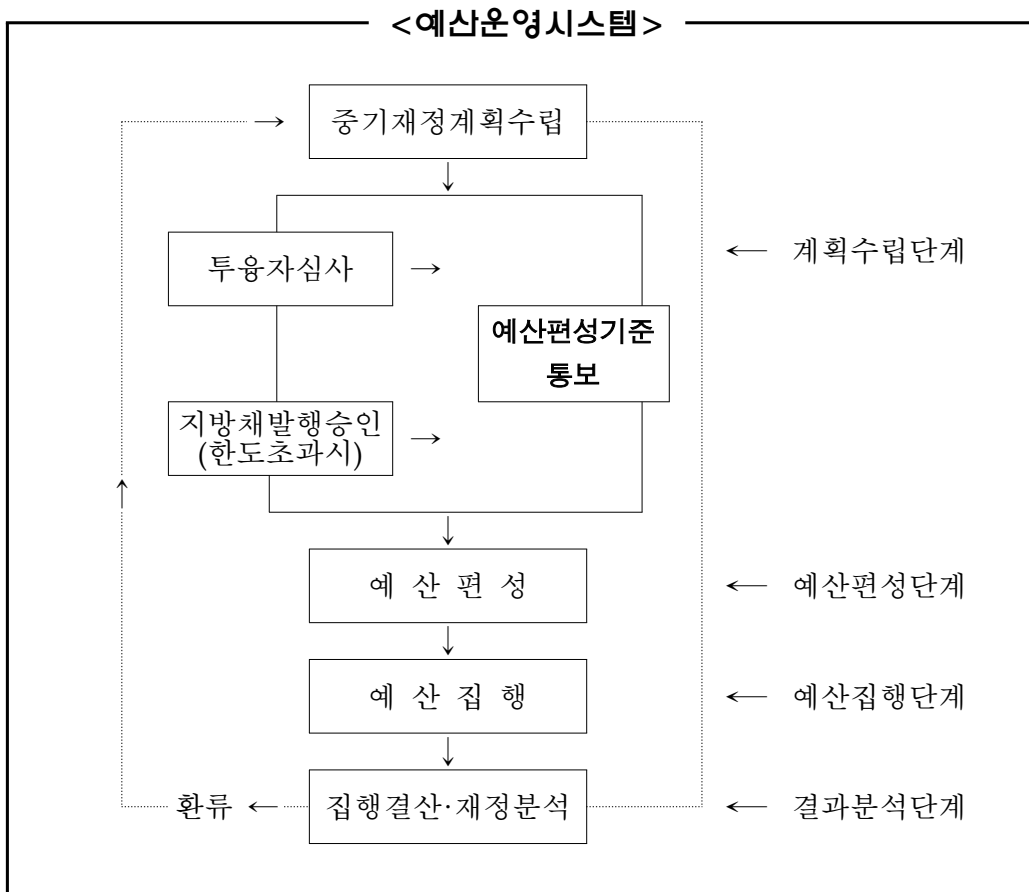 <예산운영시스템>
→ 중기재정계획수립
↓
투융자심사 →
← 계획수립단계
예산편성기준
통보
지방채발행승인
(한도초과시) →
↑
↓
예 산 편 성 ← 예산편성단계
↓
예 산 집 행 ← 예산집행단계
↓
환류 ← 집행결산·재정분석 ← 결과분석단계